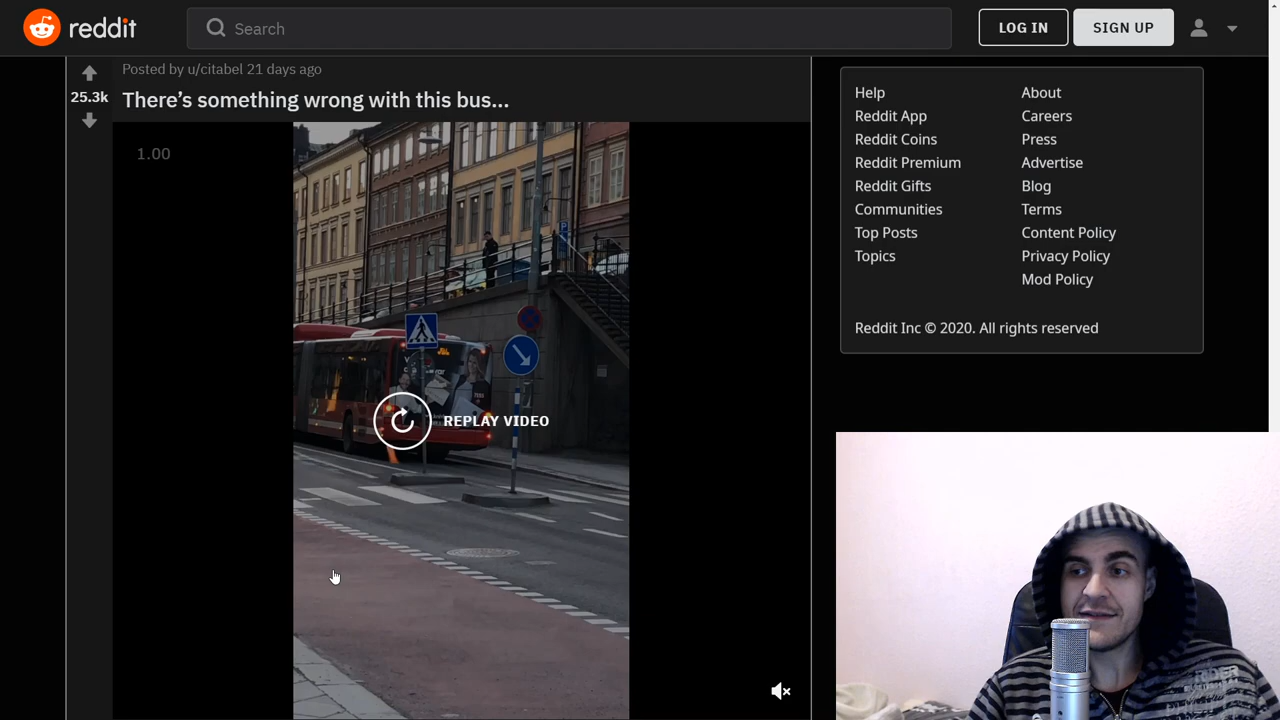 reddit
Search
LOG IN
SIGN UP
Posted by u/citabel 21 days ago
25.3k
There's something wrong with this bus...
1.00
REPLAY VIDEO
Help
Reddit App
Reddit Coins
Reddit Premium
Reddit Gifts
Communities
Top Posts
Topics
About
Careers
Press
Advertise
Blog
Terms
Content Policy
Privacy Policy
Mod Policy
Reddit Inc © 2020. All rights reserved